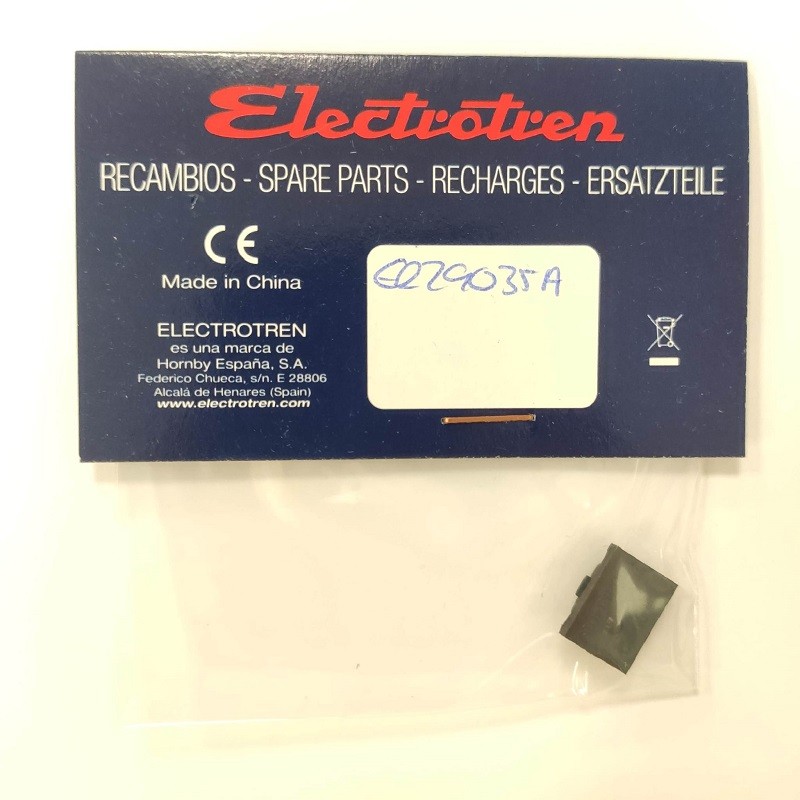 Electrotren
RECAMBIOS - SPARE PARTS - RECHARGES - ERSATZTEILE
CE
Made in China
ELECTROTREN
es una marca de
Hornby España, S.A.
Federico Chueca, s/n. E 28806
Alcalá de Henares (Spain)
www.electrotren.com